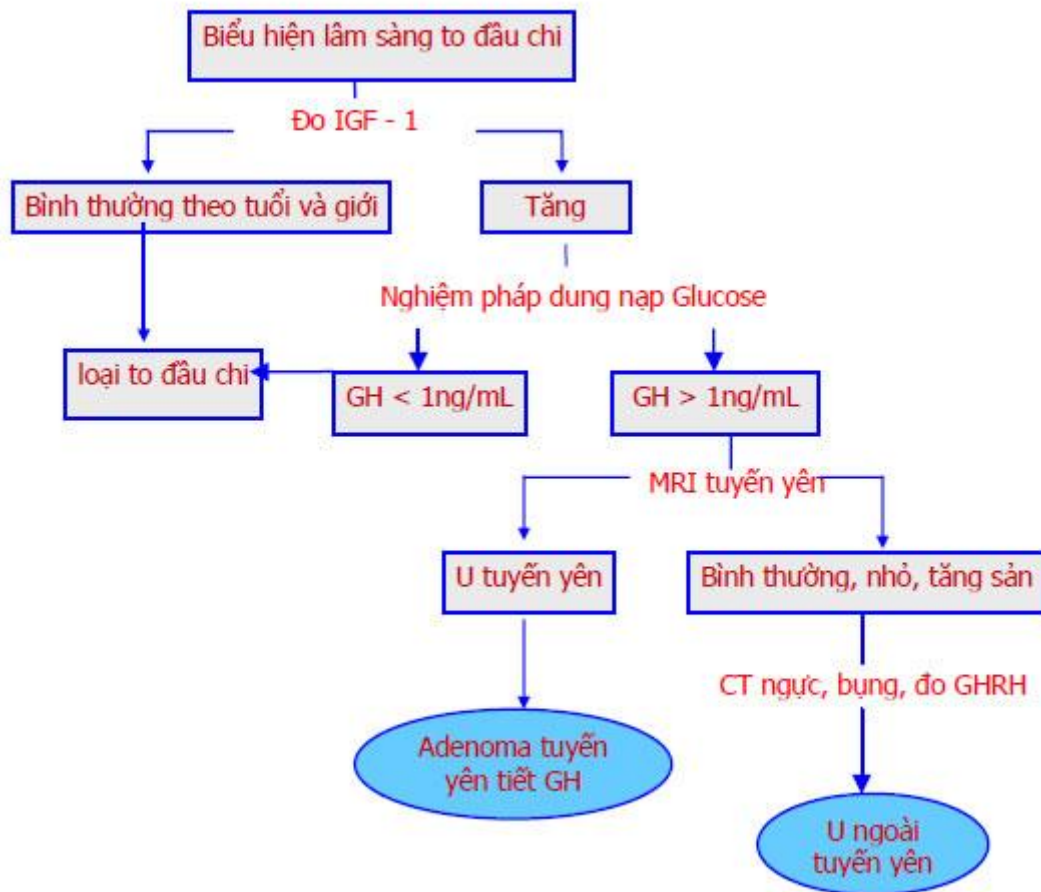 Biểu hiện lâm sàng to đầu chi
Đo IGF - 1
Bình thường theo tuổi và giới
Tăng
Nghiệm pháp dung nạp Glucose
loại to đầu chi
GH < 1ng/mL
GH > 1ng/mL
MRI tuyến yên
U tuyến yên
Bình thường, nhỏ, tăng sản
CT ngực, bụng, đo GHRH
Adenoma tuyến
yên tiết GH
U ngoài
tuyến yên